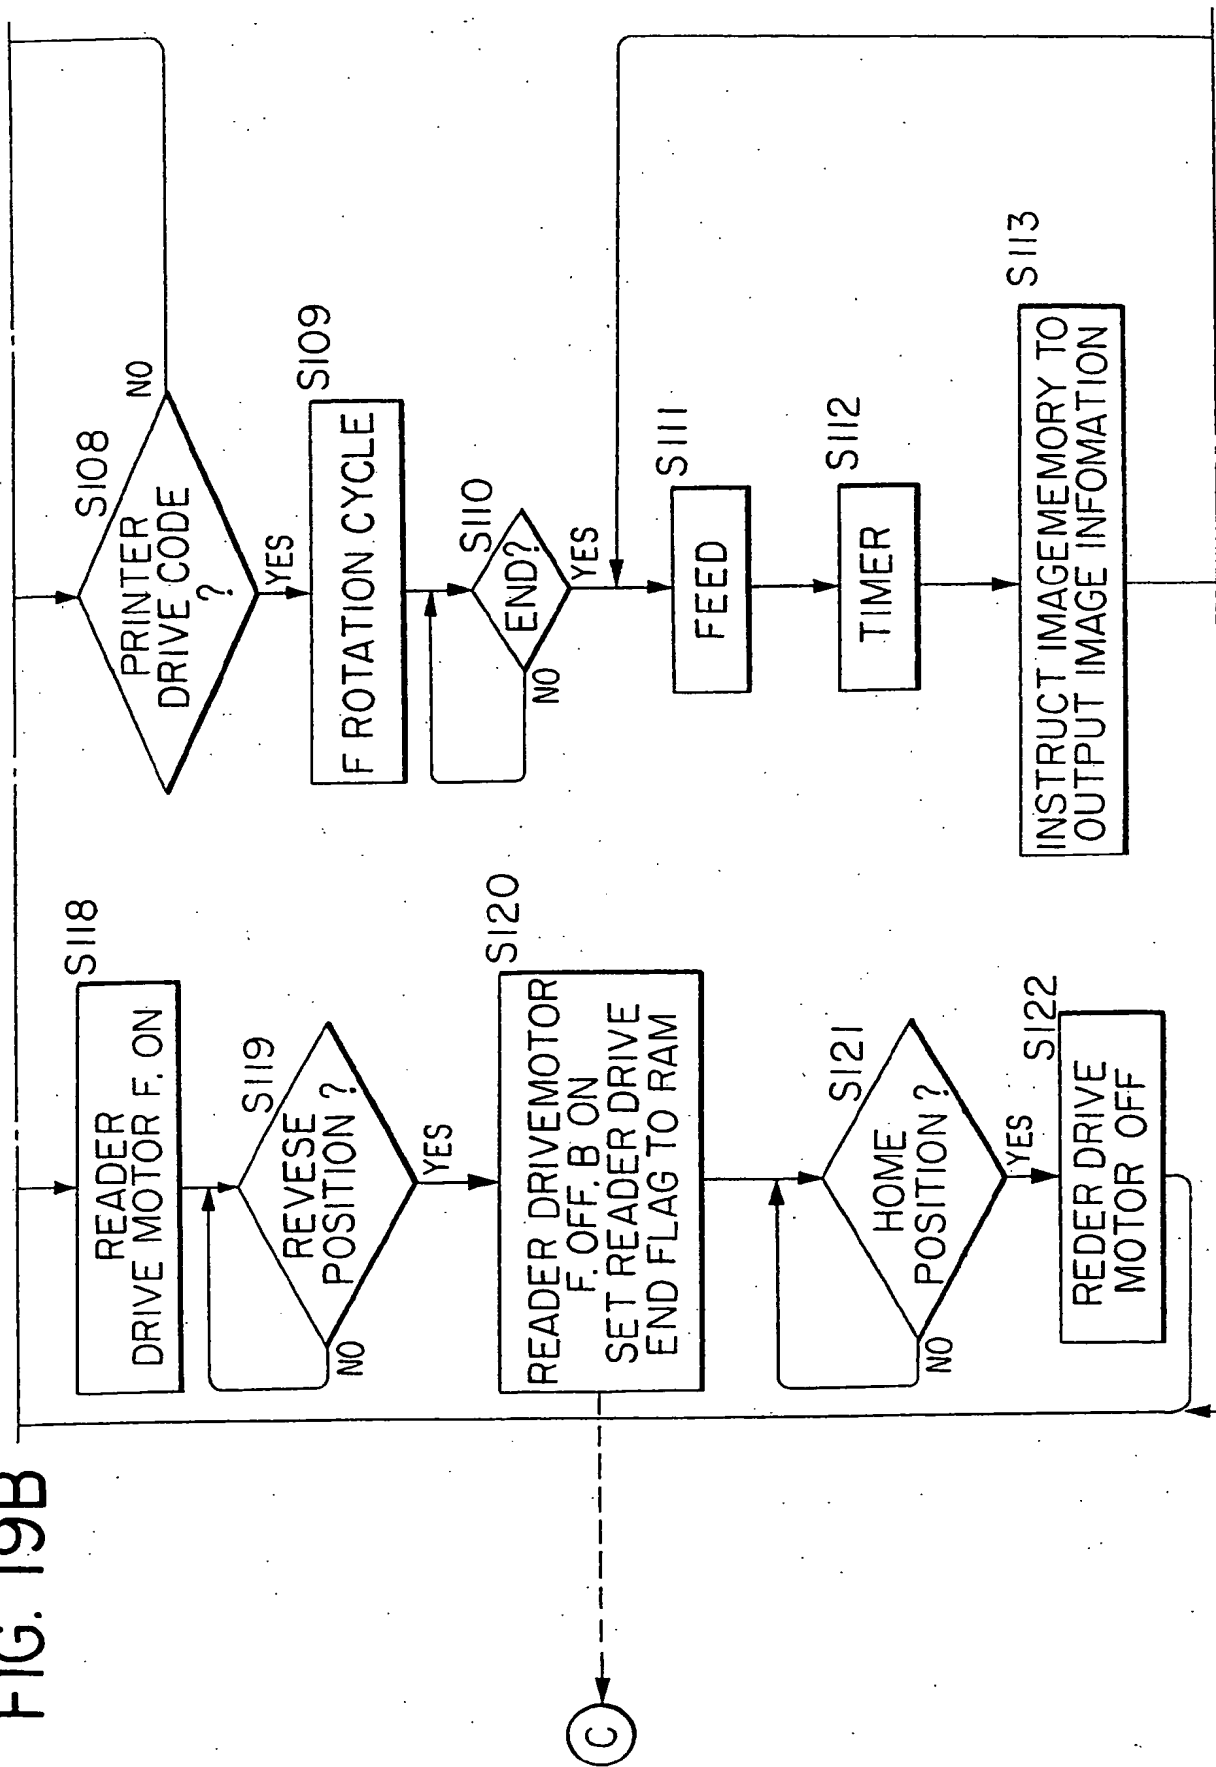 FIG. 19B
S118
READER
DRIVE MOTOR F. ON
S119
REVESE
POSITION ?
NO
YES
S120
READER DRIVEMOTOR
F. OFF. B ON
SET READER DRIVE
END FLAG TO RAM
C
S121
HOME
POSITION ?
NO
YES
S122
REDER DRIVE
MOTOR OFF
S108
PRINTER
DRIVE CODE
?
NO
YES
S109
F ROTATION CYCLE
S110
END?
NO
YES
S111
FEED
S112
TIMER
S113
INSTRUCT IMAGEMEMORY TO
OUTPUT IMAGE INFOMATION